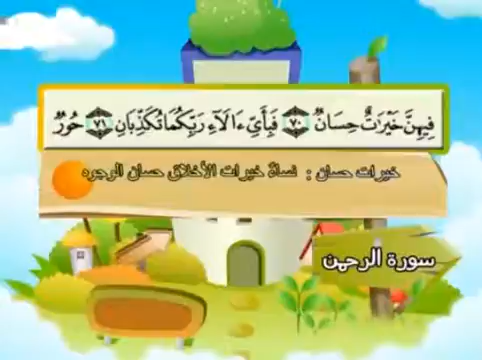 فِيهِنَّ خَيْرَٰتٌ حِسَانٌ ٧٠ فَبِأَيِّ ءَالَآءِ رَبِّكُمَا تُكَذِّبَانِ ٧١ حُورٌ
خيرات حسان : نساءٌ خيرات الأخلاق حسان الوجوه
سورة الرحمن